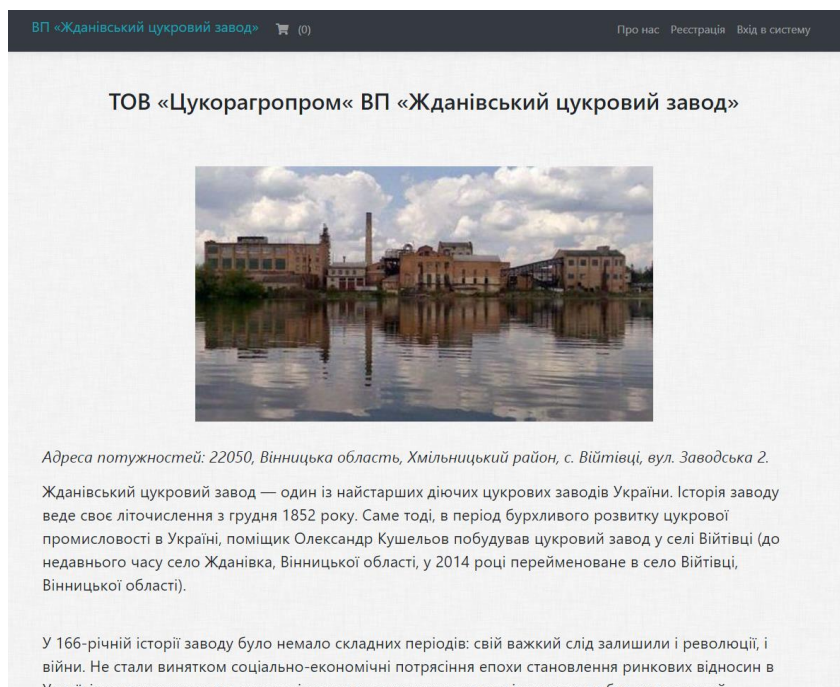 ВП «Жданівський цукровий завод» (0) Про нас Реєстрація Вхід в систему
ТОВ «Цукорагропром« ВП «Жданівський цукровий завод»
Адреса потужностей: 22050, Вінницька область, Хмільницький район, с. Війтівці, вул. Заводська 2.
Жданівський цукровий завод — один із найстарших діючих цукрових заводів України. Історія заводу
веде своє літочислення з грудня 1852 року. Саме тоді, в період бурхливого розвитку цукрової
промисловості в Україні, поміщик Олександр Кушельов побудував цукровий завод у селі Війтівці (до
недавнього часу село Жданівка, Вінницької області, у 2014 році перейменоване в село Війтівці,
Вінницької області).
У 166-річній історії заводу було немало складних періодів: свій важкий слід залишили і революції, і
війни. Не стали винятком соціально-економічні потрясіння епохи становлення ринкових відносин в